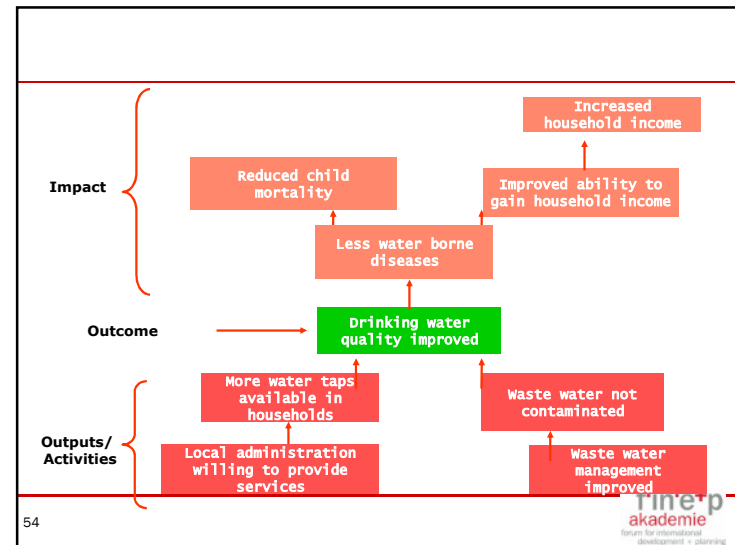 Increased
household income
Reduced child
mortality
Improved ability to
gain household income
Impact
Less water borne
diseases
Outcome
Drinking water
quality improved
More water taps
available in
households
Waste water not
contaminated
Outputs/
Activities
Local administration
willing to provide
services
Waste water
management
improved
54
finep
akademie
forum for international
development + planning